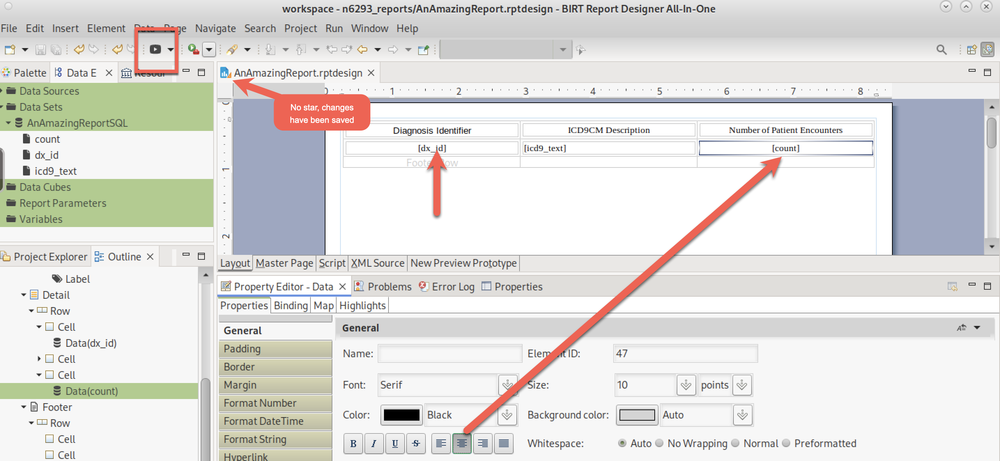 workspace - n6293_reports/AnAmazingReport.rptdesign - BIRT Report Designer All-In-One
File Edit Insert Element Data Page Navigate Search Project Run Window Help
Palette Data E Resour
AnAmazingReport.rptdesign
Data Sources
Data Sets
AnAmazingReportSQL
count
dx_id
icd9_text
Data Cubes
Report Parameters
Variables
0 1 2 3 4 5 6 7 8
No star, changes
have been saved
0
1
2
Diagnosis Identifier ICD9CM Description Number of Patient Encounters
[dx_id] [icd9_text] [count]
Footer Row
Layout Master Page Script XML Source New Preview Prototype
Project Explorer Outline
Label
Detail
Row
Cell
Data(dx_id)
Cell
Cell
Data(count)
Footer
Row
Cell
Cell
Property Editor - Data Problems Error Log Properties
Properties Binding Map Highlights
General
Padding
Border
Margin
Format Number
Format DateTime
Format String
Hyperlink
General
Name: Element ID: 47
Font: Serif Size: 10 points
Color: Black Background color: Auto
B I U S Whitespace: Auto No Wrapping Normal Preformatted